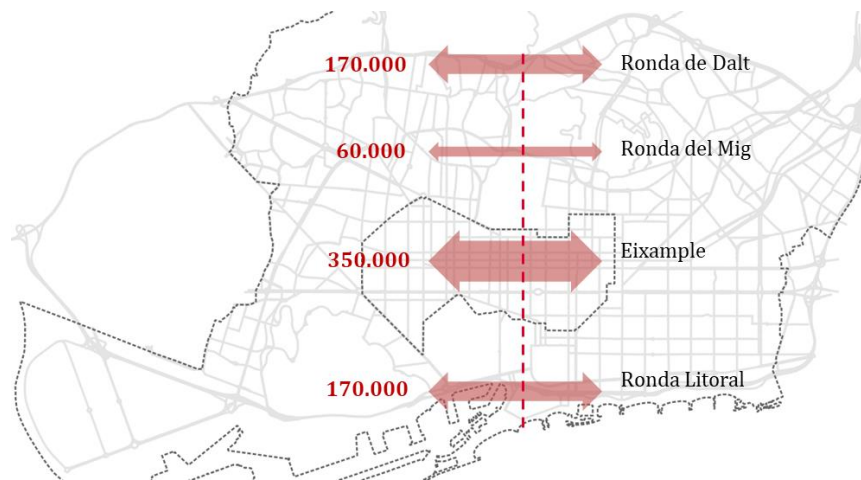 170.000 Ronda de Dalt
60.000 Ronda del Mig
350.000 Eixample
170.000 Ronda Litoral